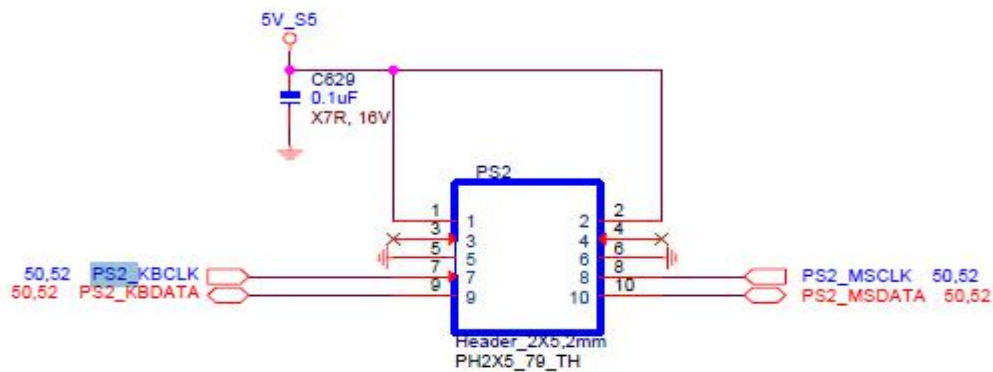 5V_S5
C629
0.1uF
X7R, 16V
PS2
1 1 2 2
3 3 4 4
5 5 6 6
50,52 PS2_KBCLK 7 7 8 8 PS2_MSCLK 50,52
50,52 PS2_KBDATA 9 9 10 10 PS2_MSDATA 50,52
Header_2X5,2mm
PH2X5_79_TH